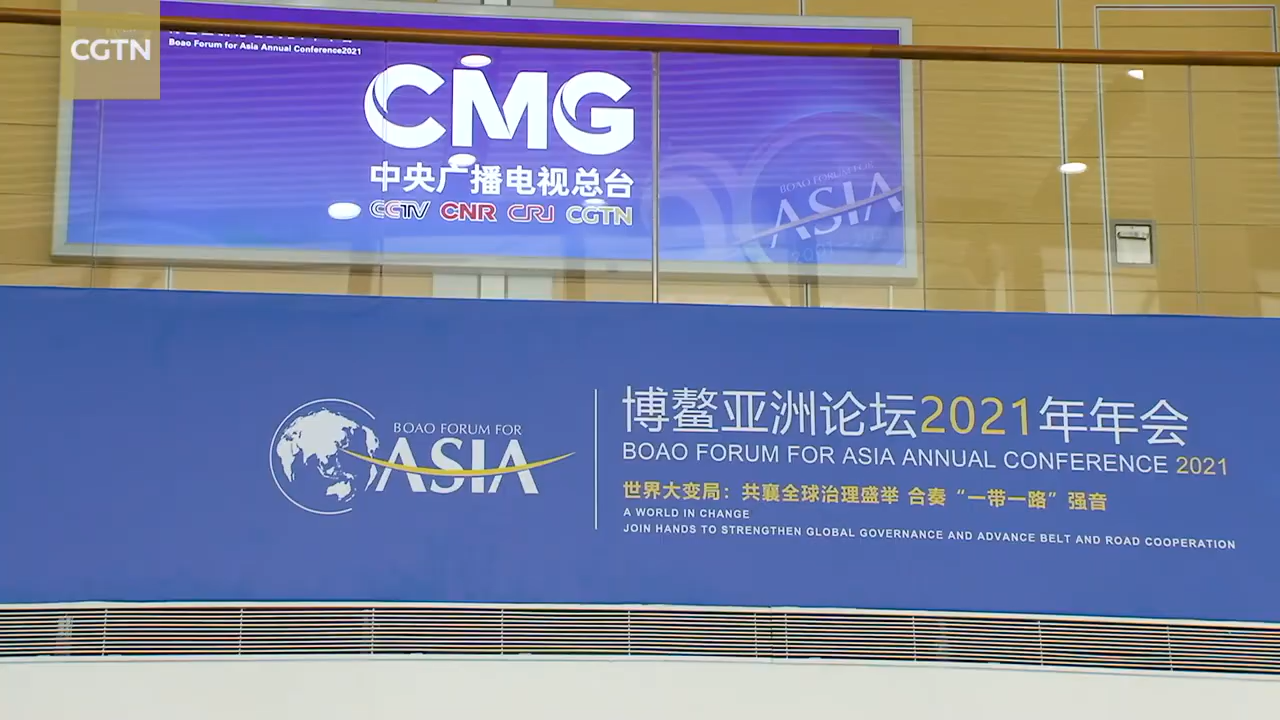 CGTN
Boao Forum for Asia Annual Conference2021
CMG
中央广播电视总台
CCTV CNR CRI CGTN
BOAO FORUM FOR
ASIA
BOAO FORUM FOR
ASIA
博鳌亚洲论坛2021年年会
BOAO FORUM FOR ASIA ANNUAL CONFERENCE 2021
世界大变局：共襄全球治理盛举 合奏“一带一路”强音
A WORLD IN CHANGE
JOIN HANDS TO STRENGTHEN GLOBAL GOVERNANCE AND ADVANCE BELT AND ROAD COOPERATION